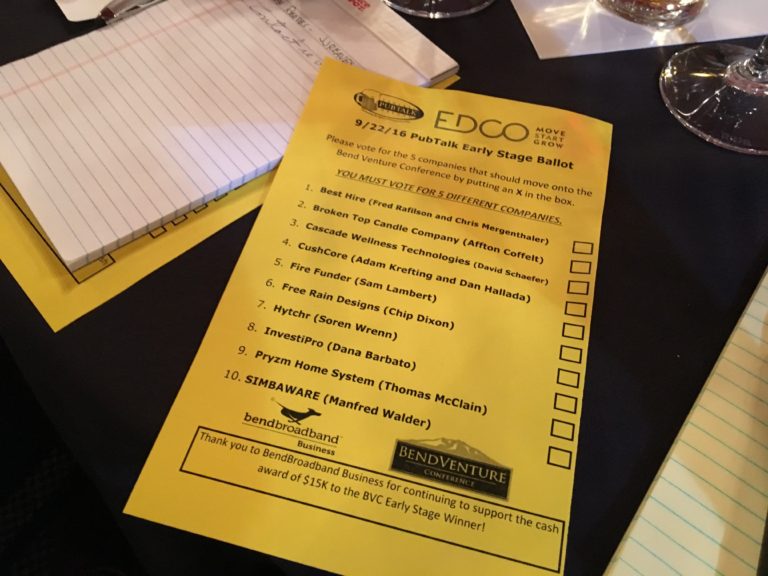 PUBTALK
EDCO
MOVE
START
GROW
9/22/16 PubTalk Early Stage Ballot
Please vote for the 5 companies that should move onto the
Bend Venture Conference by putting an X in the box.
YOU MUST VOTE FOR 5 DIFFERENT COMPANIES.
1. Best Hire (Fred Rafilson and Chris Mergenthaler)
2. Broken Top Candle Company (Affton Coffelt)
3. Cascade Wellness Technologies (David Schaefer)
4. CushCore (Adam Krefting and Dan Hallada)
5. Fire Funder (Sam Lambert)
6. Free Rain Designs (Chip Dixon)
7. Hytchr (Soren Wrenn)
8. InvestiPro (Dana Barbato)
9. Pryzm Home System (Thomas McClain)
10. SIMBAWARE (Manfred Walder)
bendbroadband
Business
BENDVENTURE
CONFERENCE
Thank you to BendBroadband Business for continuing to support the cash
award of $15K to the BVC Early Stage Winner!